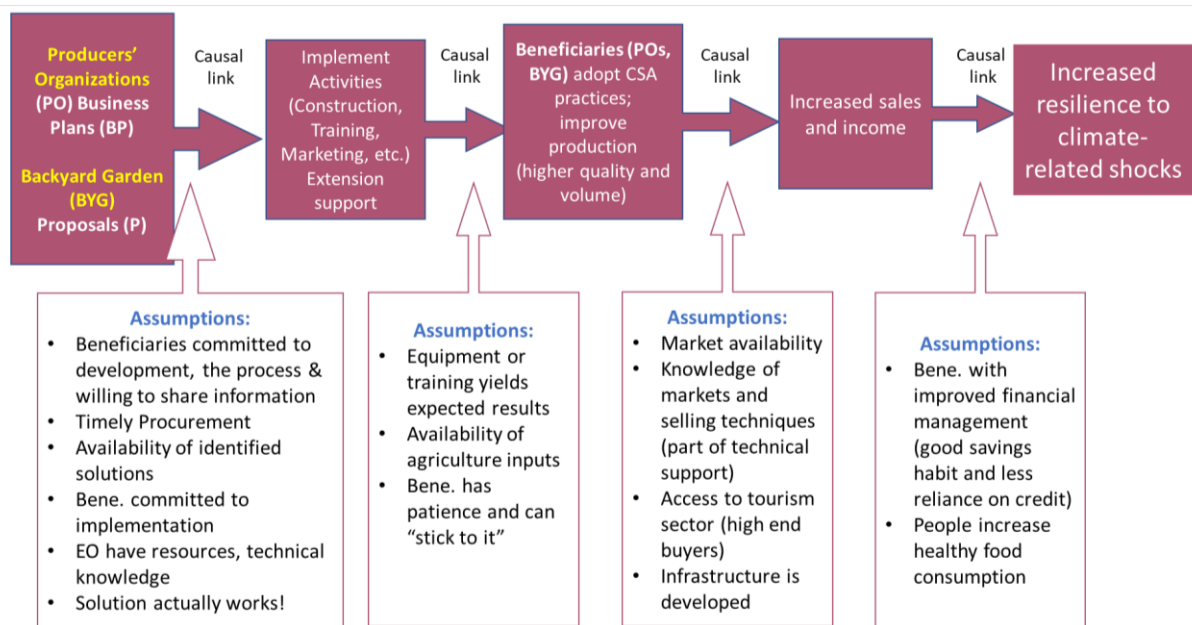 Producers’
Organizations
(PO) Business
Plans (BP)
Backyard Garden
(BYG)
Proposals (P)
Causal
link
Implement
Activities
(Construction,
Training,
Marketing, etc.)
Extension
support
Causal
link
Beneficiaries (POs,
BYG) adopt CSA
practices;
improve
production
(higher quality and
volume)
Causal
link
Increased sales
and income
Causal
link
Increased
resilience to
climate-
related shocks
Assumptions:
• Beneficiaries committed to
development, the process &
willing to share information
• Timely Procurement
• Availability of identified
solutions
• Bene. committed to
implementation
• EO have resources, technical
knowledge
• Solution actually works!
Assumptions:
• Equipment or
training yields
expected results
• Availability of
agriculture inputs
• Bene. has
patience and can
“stick to it”
Assumptions:
• Market availability
• Knowledge of
markets and
selling techniques
(part of technical
support)
• Access to tourism
sector (high end
buyers)
• Infrastructure is
developed
Assumptions:
• Bene. with
improved financial
management
(good savings
habit and less
reliance on credit)
• People increase
healthy food
consumption